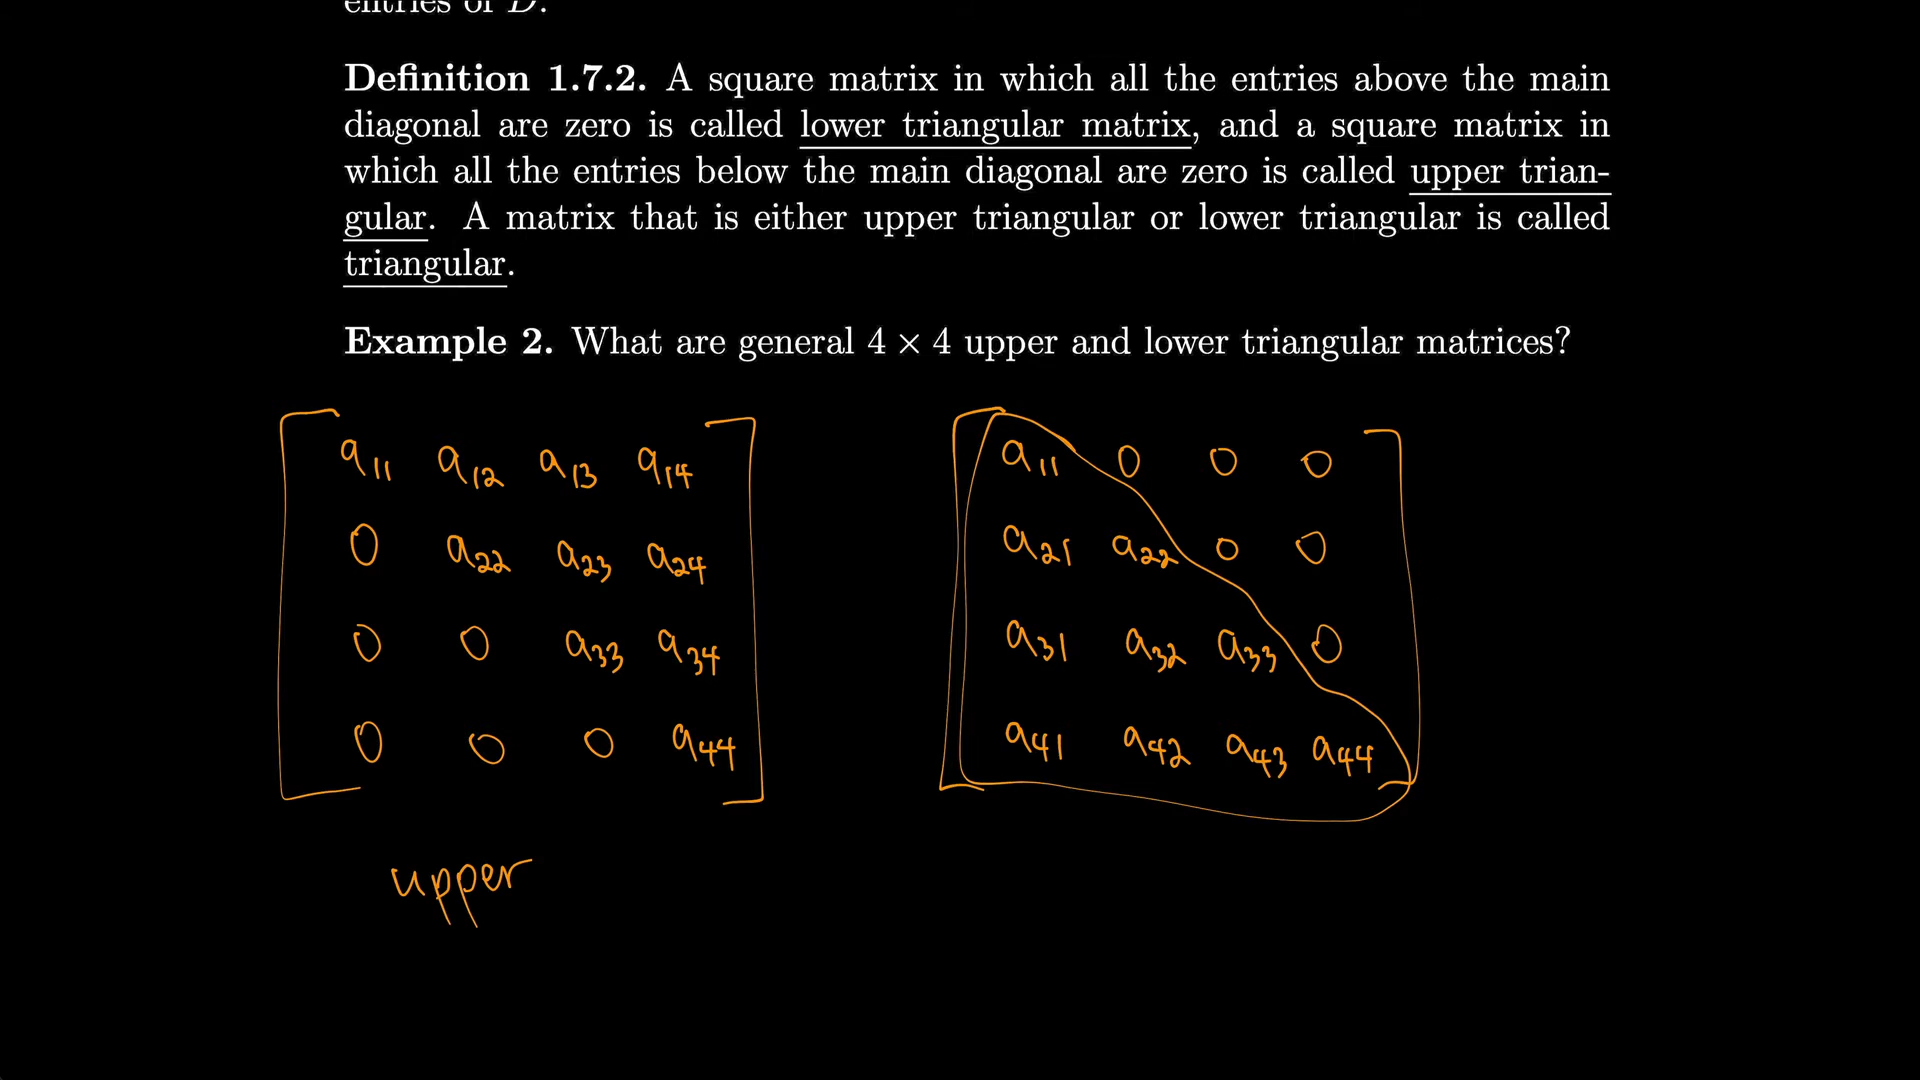 entries of D.
Definition 1.7.2. A square matrix in which all the entries above the main
diagonal are zero is called lower triangular matrix, and a square matrix in
which all the entries below the main diagonal are zero is called upper trian-
gular. A matrix that is either upper triangular or lower triangular is called
triangular.
Example 2. What are general 4 × 4 upper and lower triangular matrices?
a₁₁ a₁₂ a₁₃ a₁₄
0 a₂₂ a₂₃ a₂₄
0 0 a₃₃ a₃₄
0 0 0 a₄₄
upper
a₁₁ 0 0 0
a₂₁ a₂₂ 0 0
a₃₁ a₃₂ a₃₃ 0
a₄₁ a₄₂ a₄₃ a₄₄